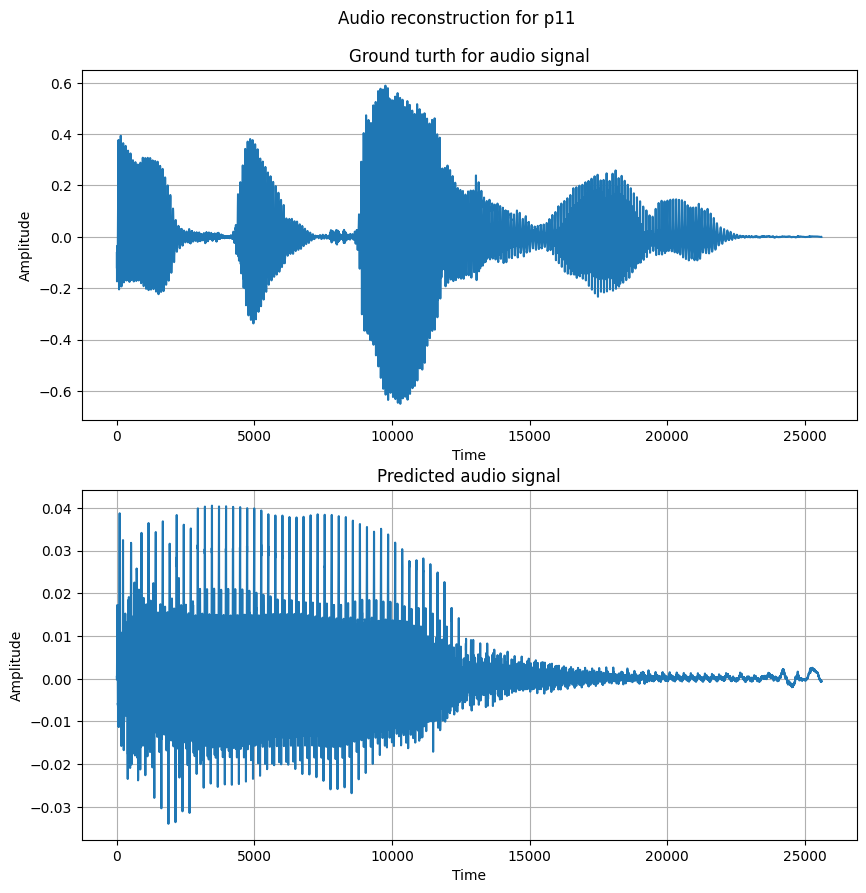 Audio reconstruction for p11
Ground turth for audio signal
0.6
0.4
0.2
0.0
−0.2
−0.4
−0.6
Amplitude
0 5000 10000 15000 20000 25000
Time
Predicted audio signal
0.04
0.03
0.02
0.01
0.00
−0.01
−0.02
−0.03
Amplitude
0 5000 10000 15000 20000 25000
Time